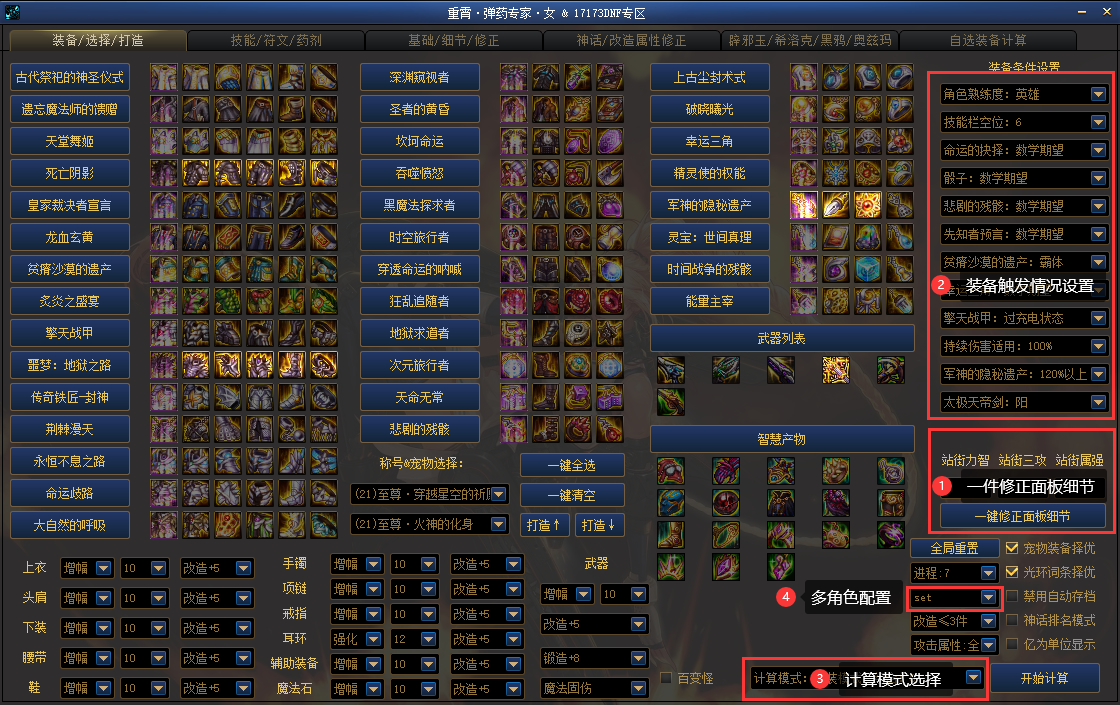 重霄·弹药专家·女 & 17173DNF专区
装备/选择/打造
技能/符文/药剂
基础/细节/修正
神话/改造属性修正
辟邪玉/希洛克/黑鸦/奥兹玛
自选装备计算
古代祭祀的神圣仪式
遗忘魔法师的馈赠
天堂舞姬
死亡阴影
皇家裁决者宣言
龙血玄黄
贫瘠沙漠的遗产
炙炎之盛宴
擎天战甲
噩梦：地狱之路
传奇铁匠-封神
荆棘漫天
永恒不息之路
命运歧路
大自然的呼吸
深渊窥视者
圣者的黄昏
坎坷命运
吞噬愤怒
黑魔法探求者
时空旅行者
穿透命运的呐喊
狂乱追随者
地狱求道者
次元旅行者
天命无常
悲剧的残骸
称号&宠物选择：
(21)至尊·穿越星空的祈
(21)至尊·火神的化身
一键全选
一键清空
打造↑
打造↓
上古尘封术式
破晓曦光
幸运三角
精灵使的权能
军神的隐秘遗产
灵宝：世间真理
时间战争的残骸
能量主宰
武器列表
智慧产物
装备条件设置
角色熟练度：英雄
技能栏空位：6
命运的抉择：数学期望
骰子：数学期望
悲剧的残骸：数学期望
先知者预言：数学期望
贫瘠沙漠的遗产：霸体
2 装备触发情况设置
擎天战甲：过充电状态
持续伤害适用：100%
军神的隐秘遗产：120%以上
太极天帝剑：阳
站街力智 站街三攻 站街属强
1 一件修正面板细节
一键修正面板细节
上衣 增幅 10 改造+5
头肩 增幅 10 改造+5
下装 增幅 10 改造+5
腰带 增幅 10 改造+5
鞋 增幅 10 改造+5
手镯 增幅 10 改造+5
项链 增幅 10 改造+5
戒指 增幅 10 改造+5
耳环 强化 12 改造+5
辅助装备 增幅 10 改造+5
魔法石 增幅 10 改造+5
武器
增幅 10
改造+5
锻造+8
魔法固伤
百变怪
全局重置
宠物装备择优
进程:7
光环词条择优
4 多角色配置
set
禁用自动存档
改造≤3件
神话排名模式
攻击属性:全
亿为单位显示
计算模式：
3 计算模式选择
开始计算